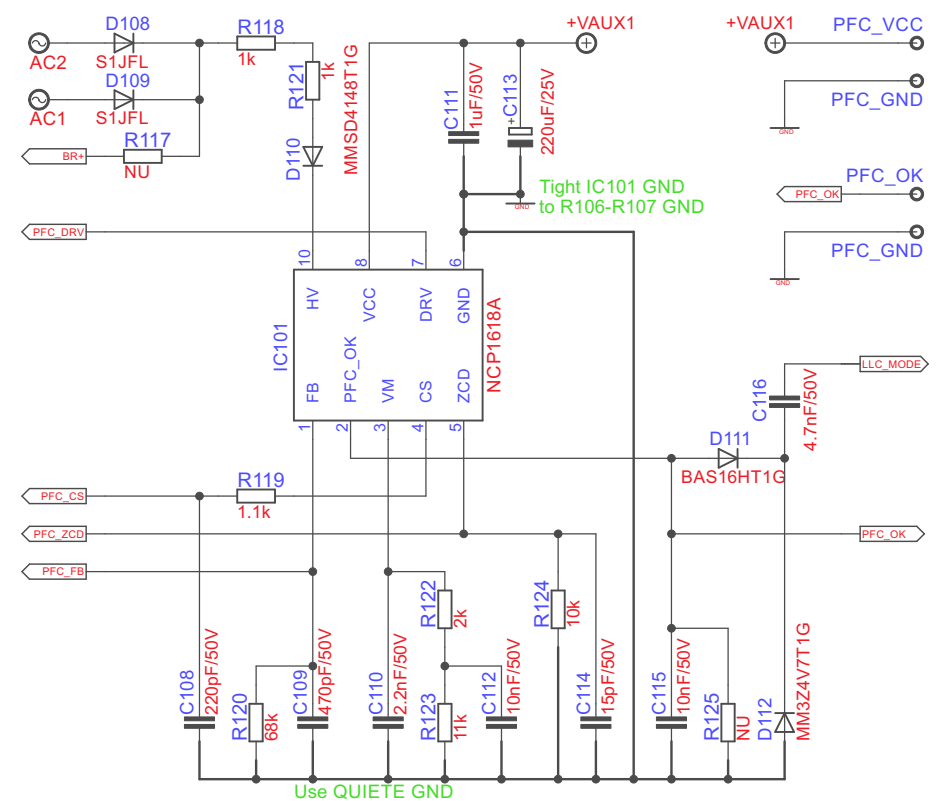 D108
S1JFL
AC2
D109
S1JFL
AC1
R118
1k
R121
1k
R117
NU
BR+
D110
MMSD4148T1G
C111
1uF/50V
+
C113
220uF/25V
+VAUX1
+VAUX1
PFC_VCC
GND
PFC_GND
GND
Tight IC101 GND
to R106-R107 GND
PFC_OK
PFC_OK
PFC_DRV
GND
PFC_GND
10
8
7
6
HV
VCC
DRV
GND
IC101
NCP1618A
FB
PFC_OK
VM
CS
ZCD
1
2
3
4
5
LLC_MODE
C116
4.7nF/50V
D111
BAS16HT1G
PFC_CS
R119
1.1k
PFC_ZCD
PFC_OK
PFC_FB
C108
220pF/50V
R120
68k
C109
470pF/50V
C110
2.2nF/50V
R122
2k
R123
11k
C112
10nF/50V
R124
10k
C114
15pF/50V
C115
10nF/50V
R125
NU
D112
MM3Z4V7T1G
Use QUIETE GND